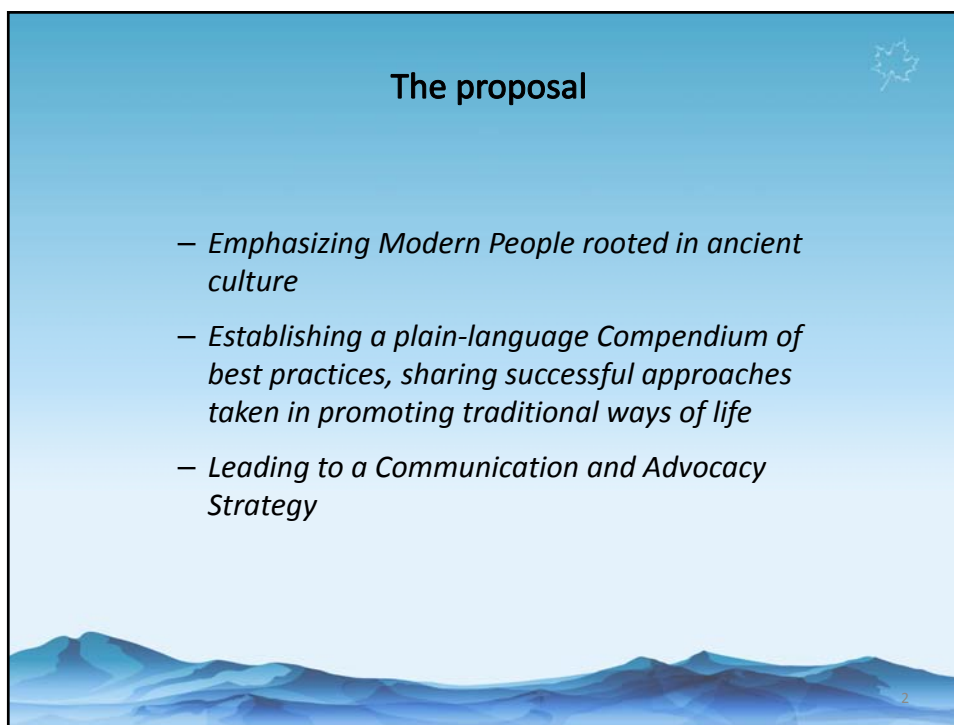 The proposal
– Emphasizing Modern People rooted in ancient
culture
– Establishing a plain-language Compendium of
best practices, sharing successful approaches
taken in promoting traditional ways of life
– Leading to a Communication and Advocacy
Strategy
2